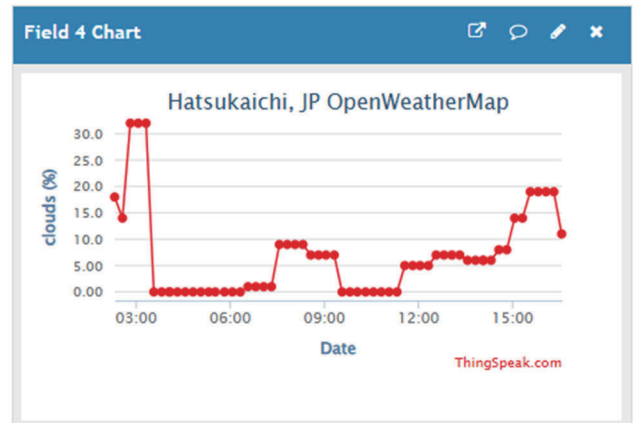 Field 4 Chart
Hatsukaichi, JP OpenWeatherMap
clouds (%)
30.0
25.0
20.0
15.0
10.0
5.00
0.00
03:00
06:00
09:00
12:00
15:00
Date
ThingSpeak.com